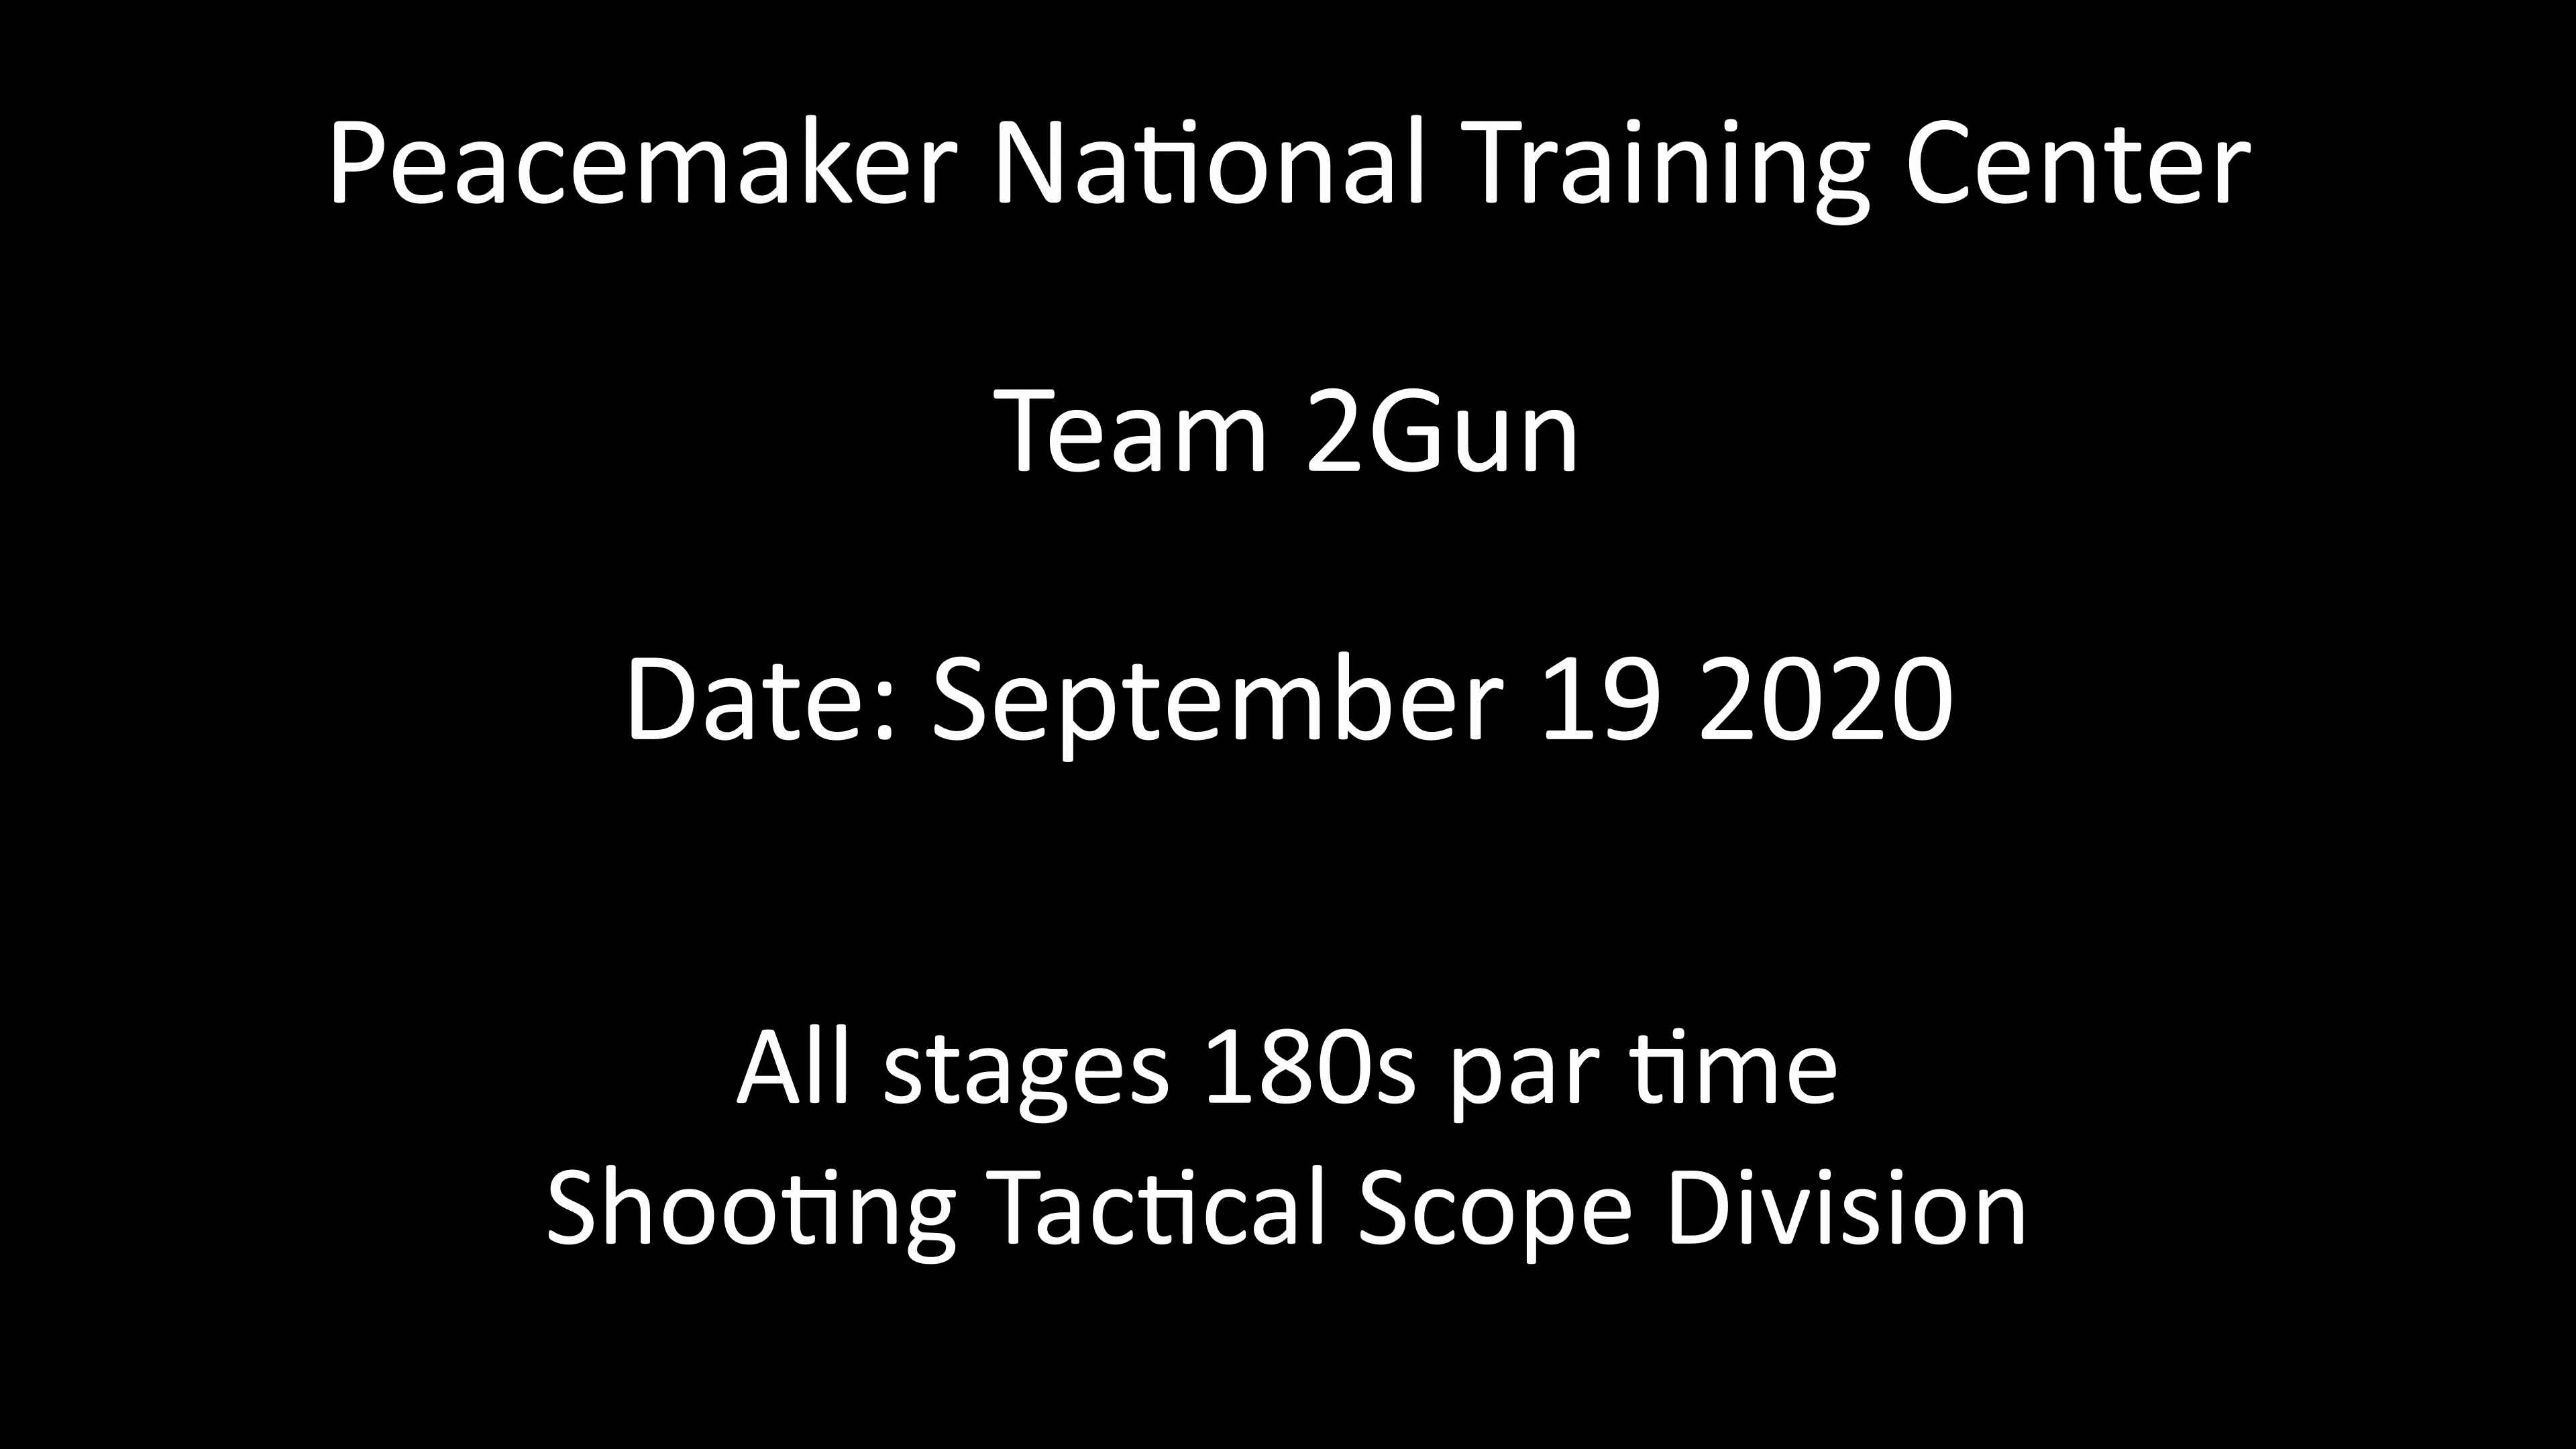 Peacemaker National Training Center
Team 2Gun
Date: September 19 2020
All stages 180s par time
Shooting Tactical Scope Division